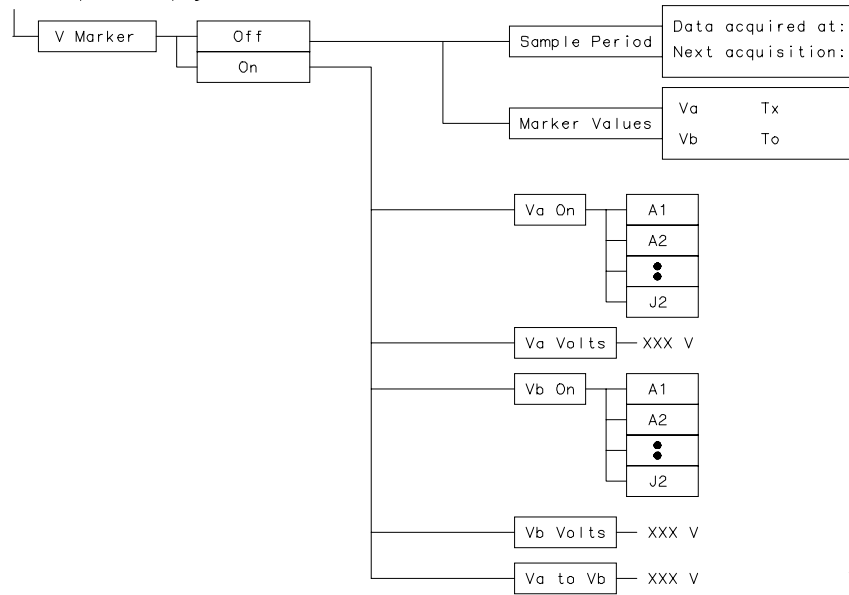 V Marker
Off
On
Sample Period
Data acquired at:
Next acquisition:
Marker Values
Va Tx
Vb To
Va On
A1
A2
J2
Va Volts
XXX V
Vb On
A1
A2
J2
Vb Volts
XXX V
Va to Vb
XXX V